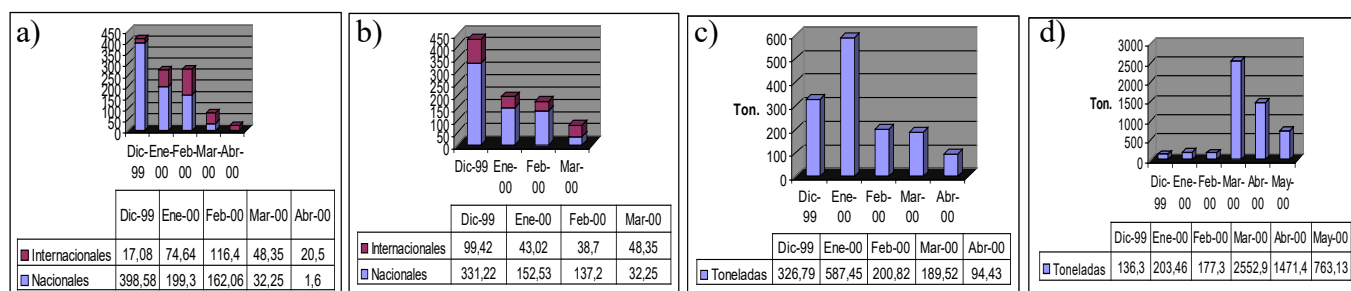 a)
450
400
350
300
250
200
150
100
50
0
Dic- Ene- Feb- Mar- Abr-
99 00 00 00 00
Dic-99 Ene-00 Feb-00 Mar-00 Abr-00
Internacionales 17,08 74,64 116,4 48,35 20,5
Nacionales 398,58 199,3 162,06 32,25 1,6
b)
450
400
350
300
250
200
150
100
50
0
Dic-99 Ene- Feb- Mar-
00 00 00
Dic-99 Ene-00 Feb-00 Mar-00
Internacionales 99,42 43,02 38,7 48,35
Nacionales 331,22 152,53 137,2 32,25
c)
600
500
400
Ton. 300
200
100
0
Dic- Ene- Feb- Mar- Abr-
99 00 00 00 00
Dic-99 Ene-00 Feb-00 Mar-00 Abr-00
Toneladas 326,79 587,45 200,82 189,52 94,43
d)
3000
2500
2000
Ton. 1500
1000
500
0
Dic- Ene- Feb- Mar- Abr- May-
99 00 00 00 00 00
Dic-99 Ene-00 Feb-00 Mar-00 Abr-00 May-00
Toneladas 136,3 203,46 177,3 2552,9 1471,4 763,13